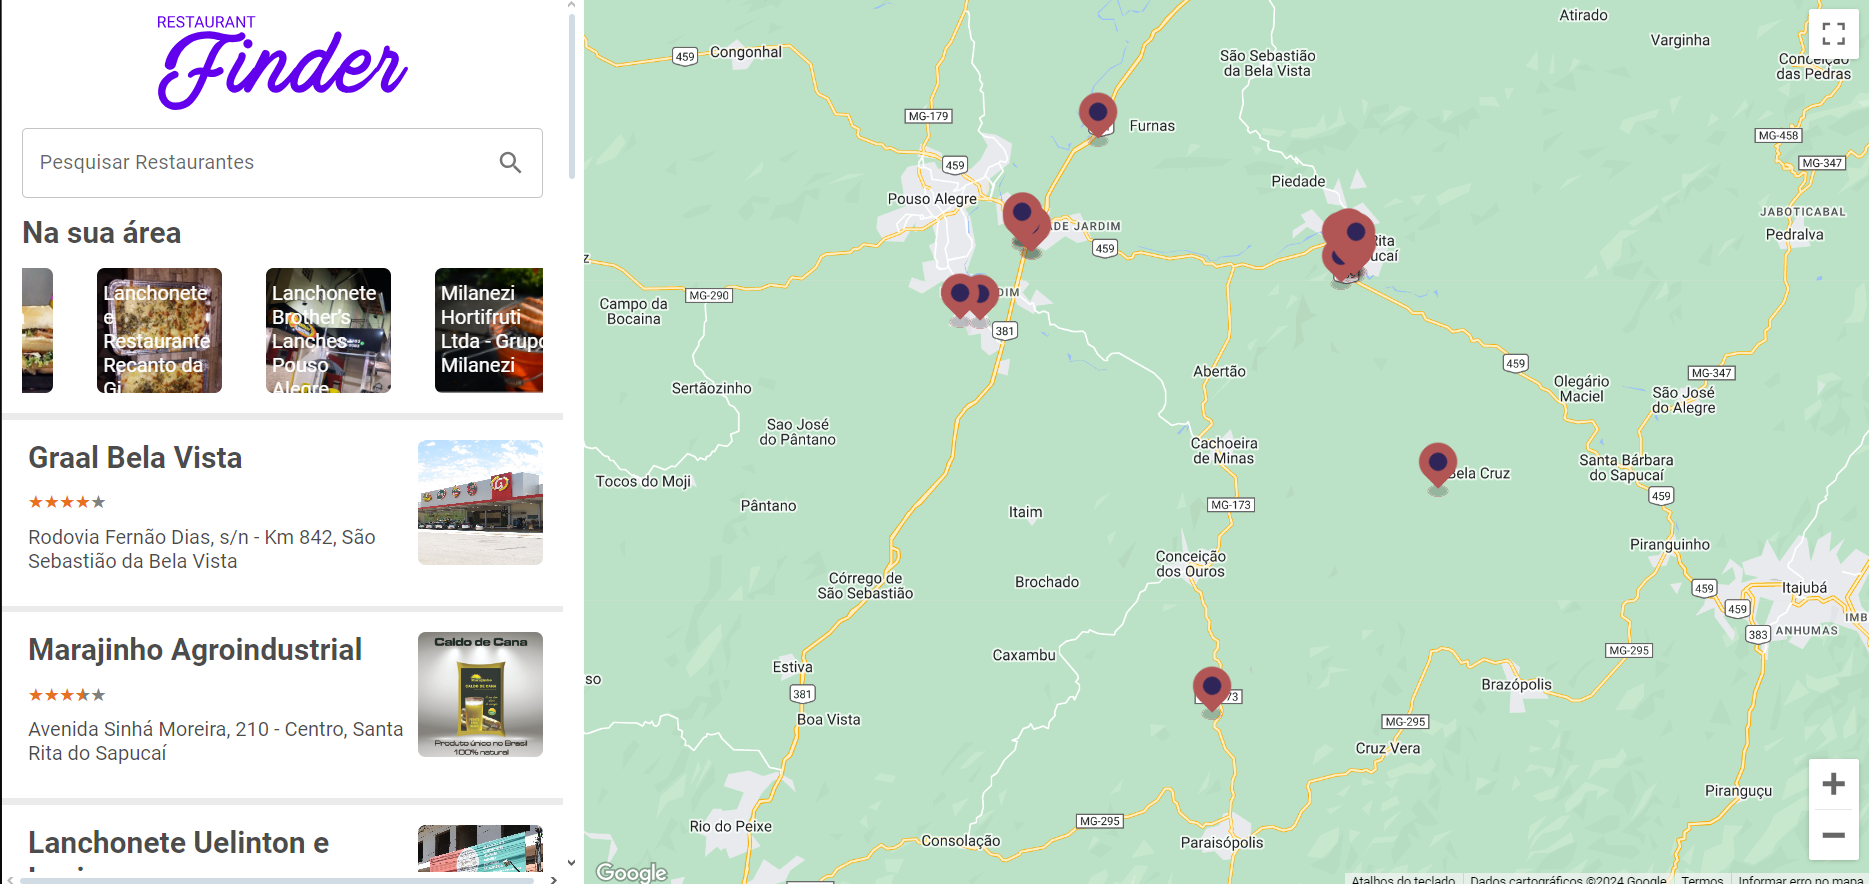 RESTAURANT
Finder
Pesquisar Restaurantes
Na sua área
Lanchonete
e
Restaurante
Recanto da
Gi
Lanchonete
Brother's
Lanches
Pouso
Alegre
Milanezi
Hortifruti
Ltda - Grupo
Milanezi
Graal Bela Vista
★★★★★
Rodovia Fernão Dias, s/n - Km 842, São
Sebastião da Bela Vista
Marajinho Agroindustrial
★★★★★
Avenida Sinhá Moreira, 210 - Centro, Santa
Rita do Sapucaí
Caldo de Cana
CALDO DE CANA
Produto único no Brasil
100% natural
Lanchonete Uelinton e
Atirado
Varginha
Conceição
das Pedras
459
Congonhal
São Sebastião
da Bela Vista
MG-179
Furnas
MG-458
459
MG-347
Piedade
Pouso Alegre
JABOTICABAL
ADE JARDIM
Pedralva
459
Rita
ucaí
MG-290
DIM
Campo da
Bocaina
381
459
Abertão
MG-347
Sertãozinho
Olegário
Maciel
São José
do Alegre
Sao José
do Pântano
Cachoeira
de Minas
Santa Bárbara
do Sapucaí
Bela Cruz
Tocos do Moji
459
Pântano
MG-173
Itaim
Piranguinho
Conceição
dos Ouros
Córrego de
São Sebastião
Brochado
459
Itajubá
459
IMB
383
ANHUMAS
MG-295
Caxambu
Estiva
so
381
73
Brazópolis
Boa Vista
MG-295
Cruz Vera
Piranguçu
MG-295
Rio do Peixe
Consolação
Paraisópolis
Google
Atalhos do teclado
Dados cartográficos ©2024 Google
Termos
Informar erro no mapa